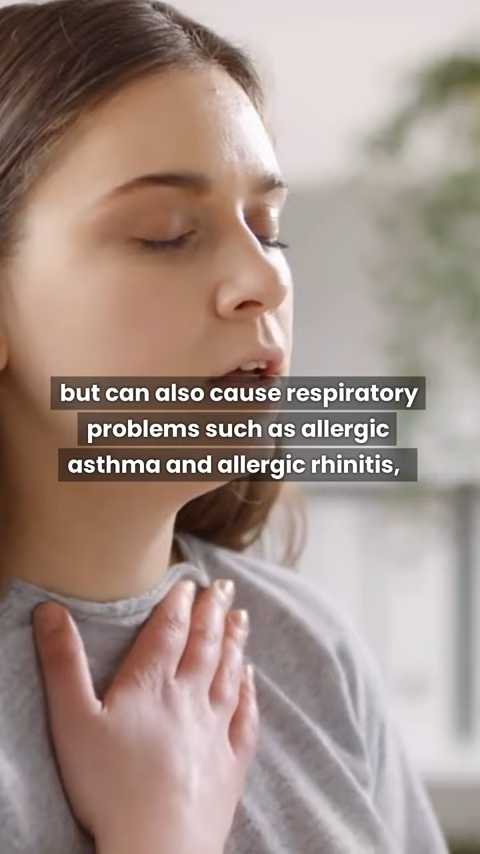 but can also cause respiratory
problems such as allergic
asthma and allergic rhinitis,